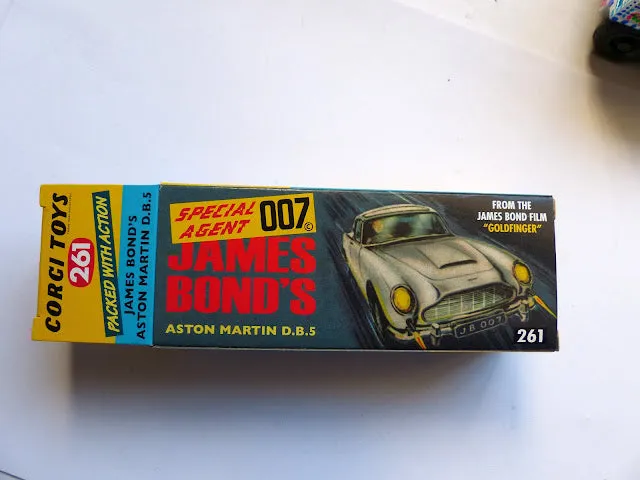 CORGI TOYS
261
PACKED WITH ACTION
JAMES BOND'S
ASTON MARTIN D.B.5
SPECIAL
AGENT
007
©
JAMES
BOND'S
ASTON MARTIN D.B.5
FROM THE
JAMES BOND FILM
"GOLDFINGER"
JB 007
261